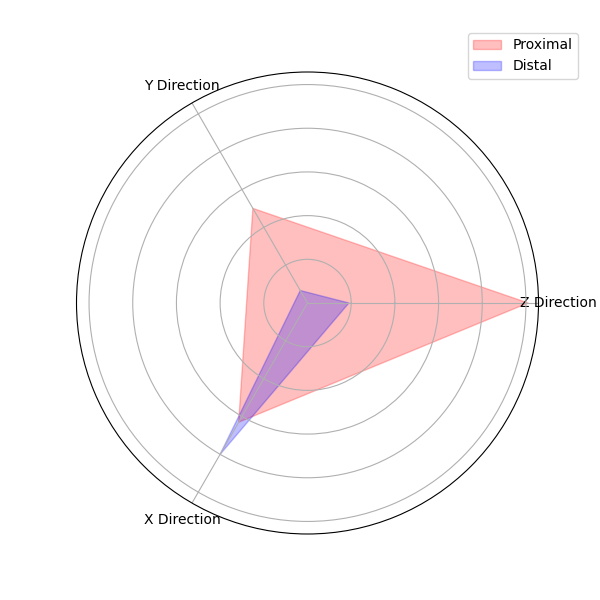 Proximal
Distal
Y Direction
Z Direction
X Direction